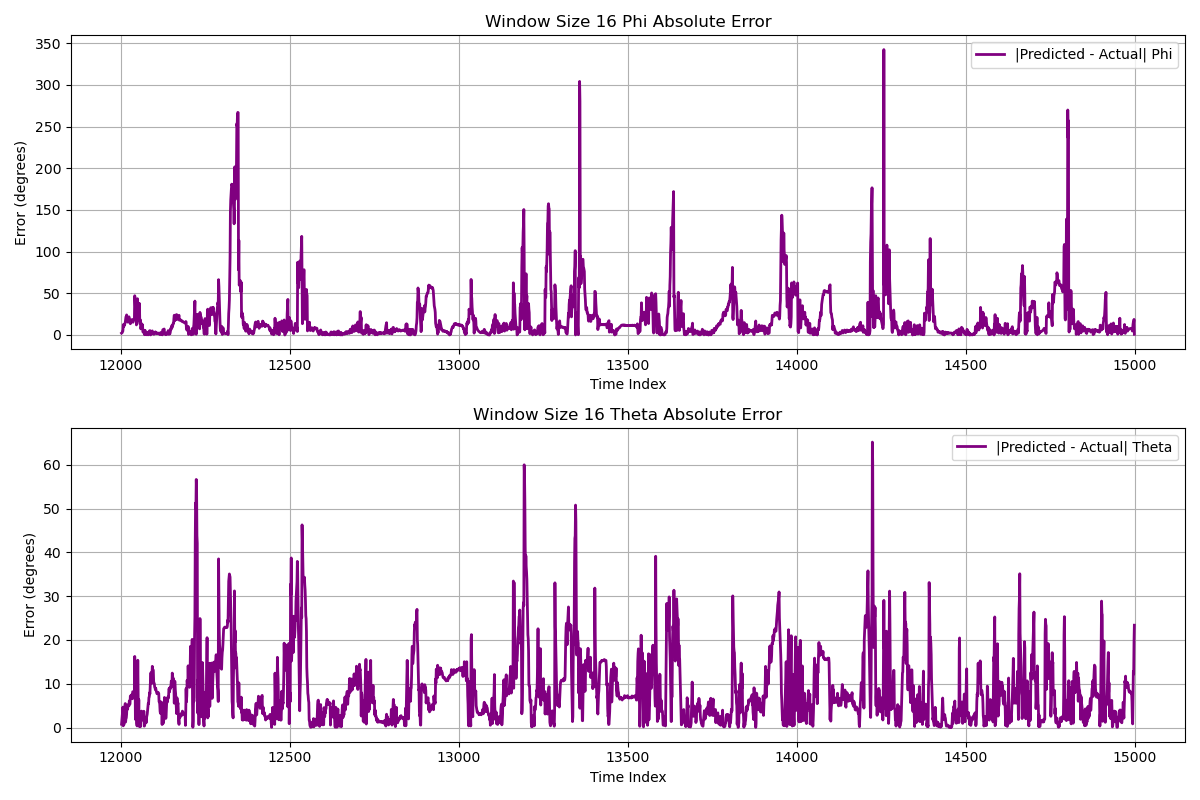 Window Size 16 Phi Absolute Error
|Predicted - Actual| Phi
Error (degrees)
350
300
250
200
150
100
50
0
12000 12500 13000 13500 14000 14500 15000
Time Index
Window Size 16 Theta Absolute Error
|Predicted - Actual| Theta
Error (degrees)
60
50
40
30
20
10
0
12000 12500 13000 13500 14000 14500 15000
Time Index